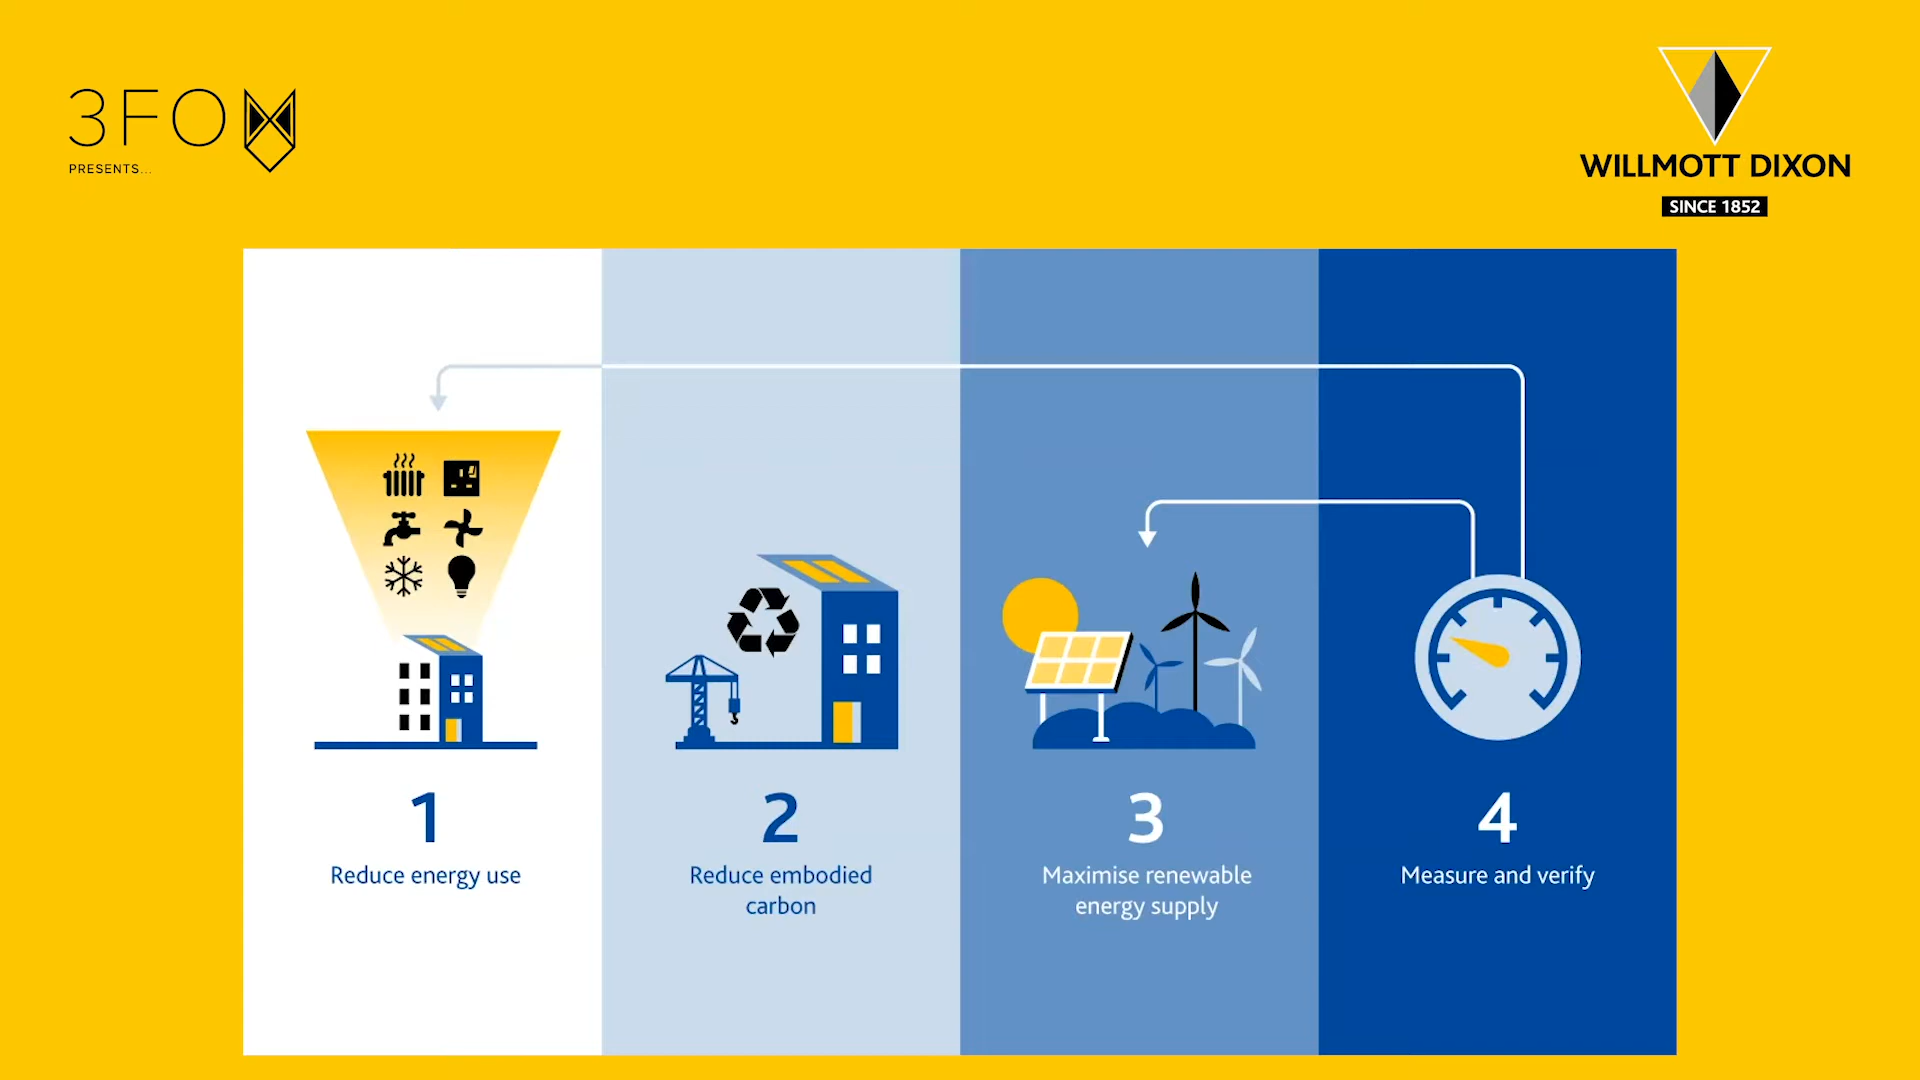 3FOX
PRESENTS...
WILLMOTT DIXON
SINCE 1852
1
Reduce energy use
2
Reduce embodied
carbon
3
Maximise renewable
energy supply
4
Measure and verify